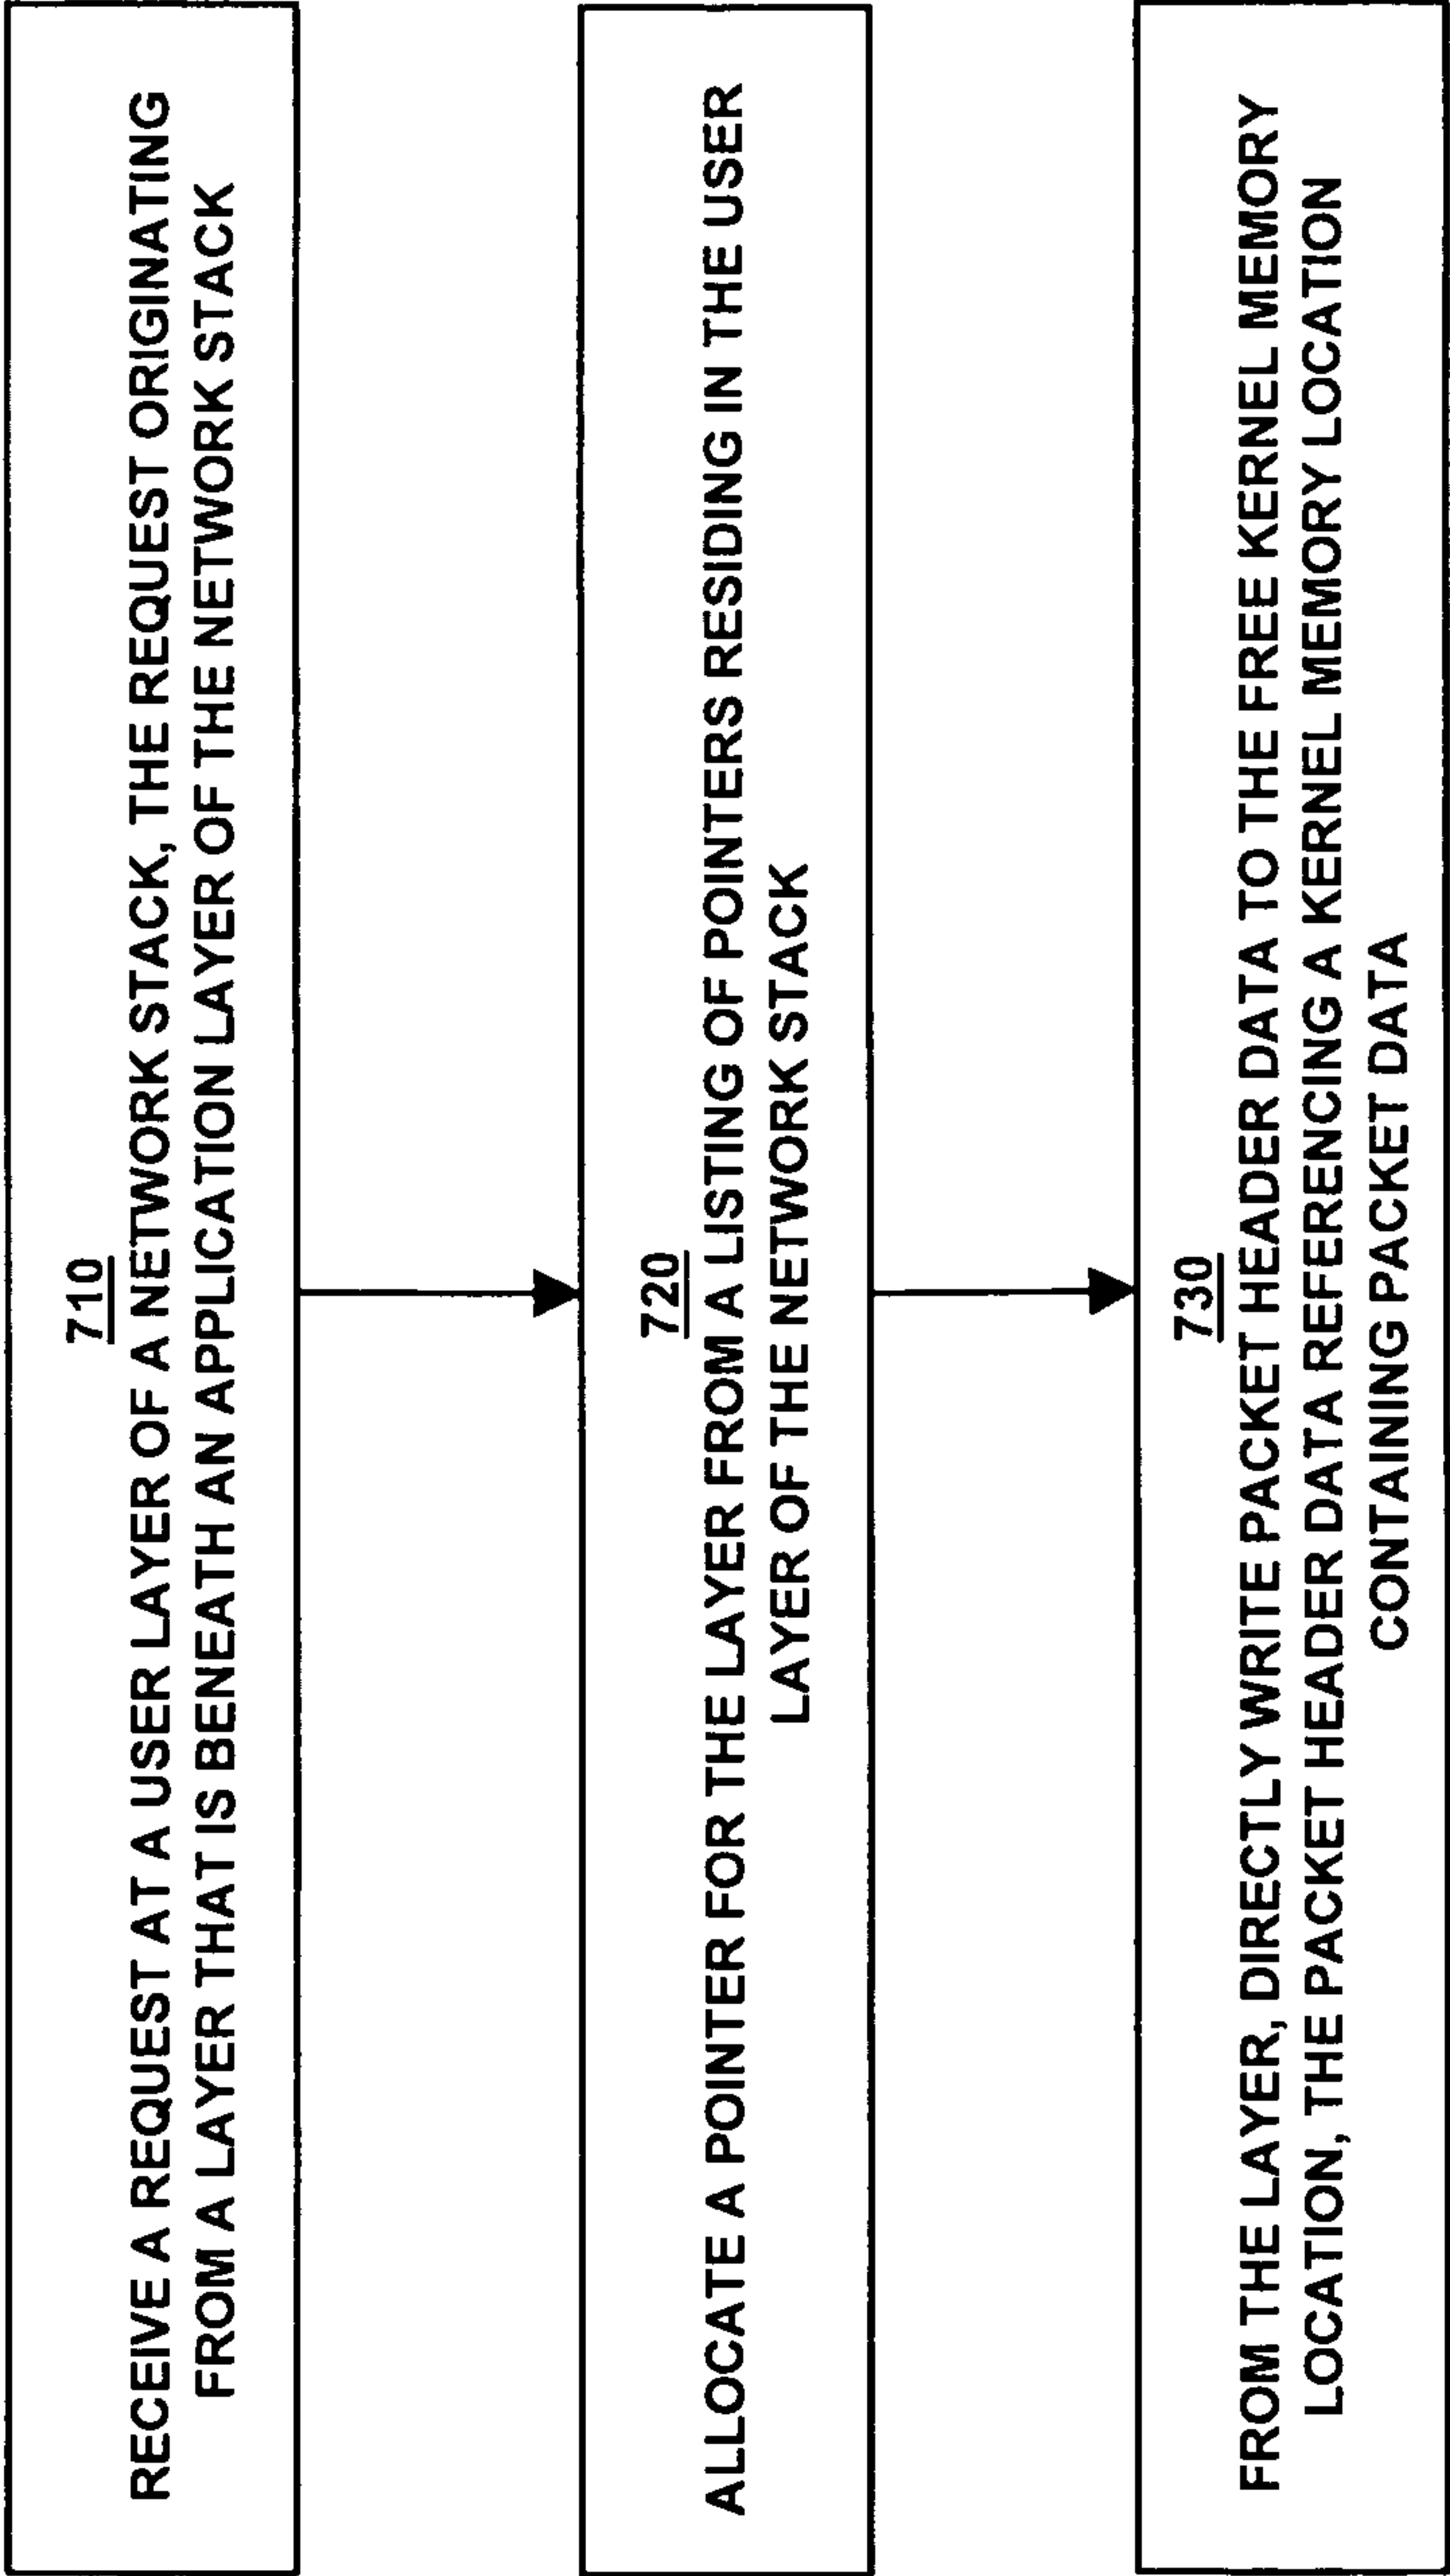 710
RECEIVE A REQUEST AT A USER LAYER OF A NETWORK STACK, THE REQUEST ORIGINATING
FROM A LAYER THAT IS BENEATH AN APPLICATION LAYER OF THE NETWORK STACK
720
ALLOCATE A POINTER FOR THE LAYER FROM A LISTING OF POINTERS RESIDING IN THE USER
LAYER OF THE NETWORK STACK
730
FROM THE LAYER, DIRECTLY WRITE PACKET HEADER DATA TO THE FREE KERNEL MEMORY
LOCATION, THE PACKET HEADER DATA REFERENCING A KERNEL MEMORY LOCATION
CONTAINING PACKET DATA